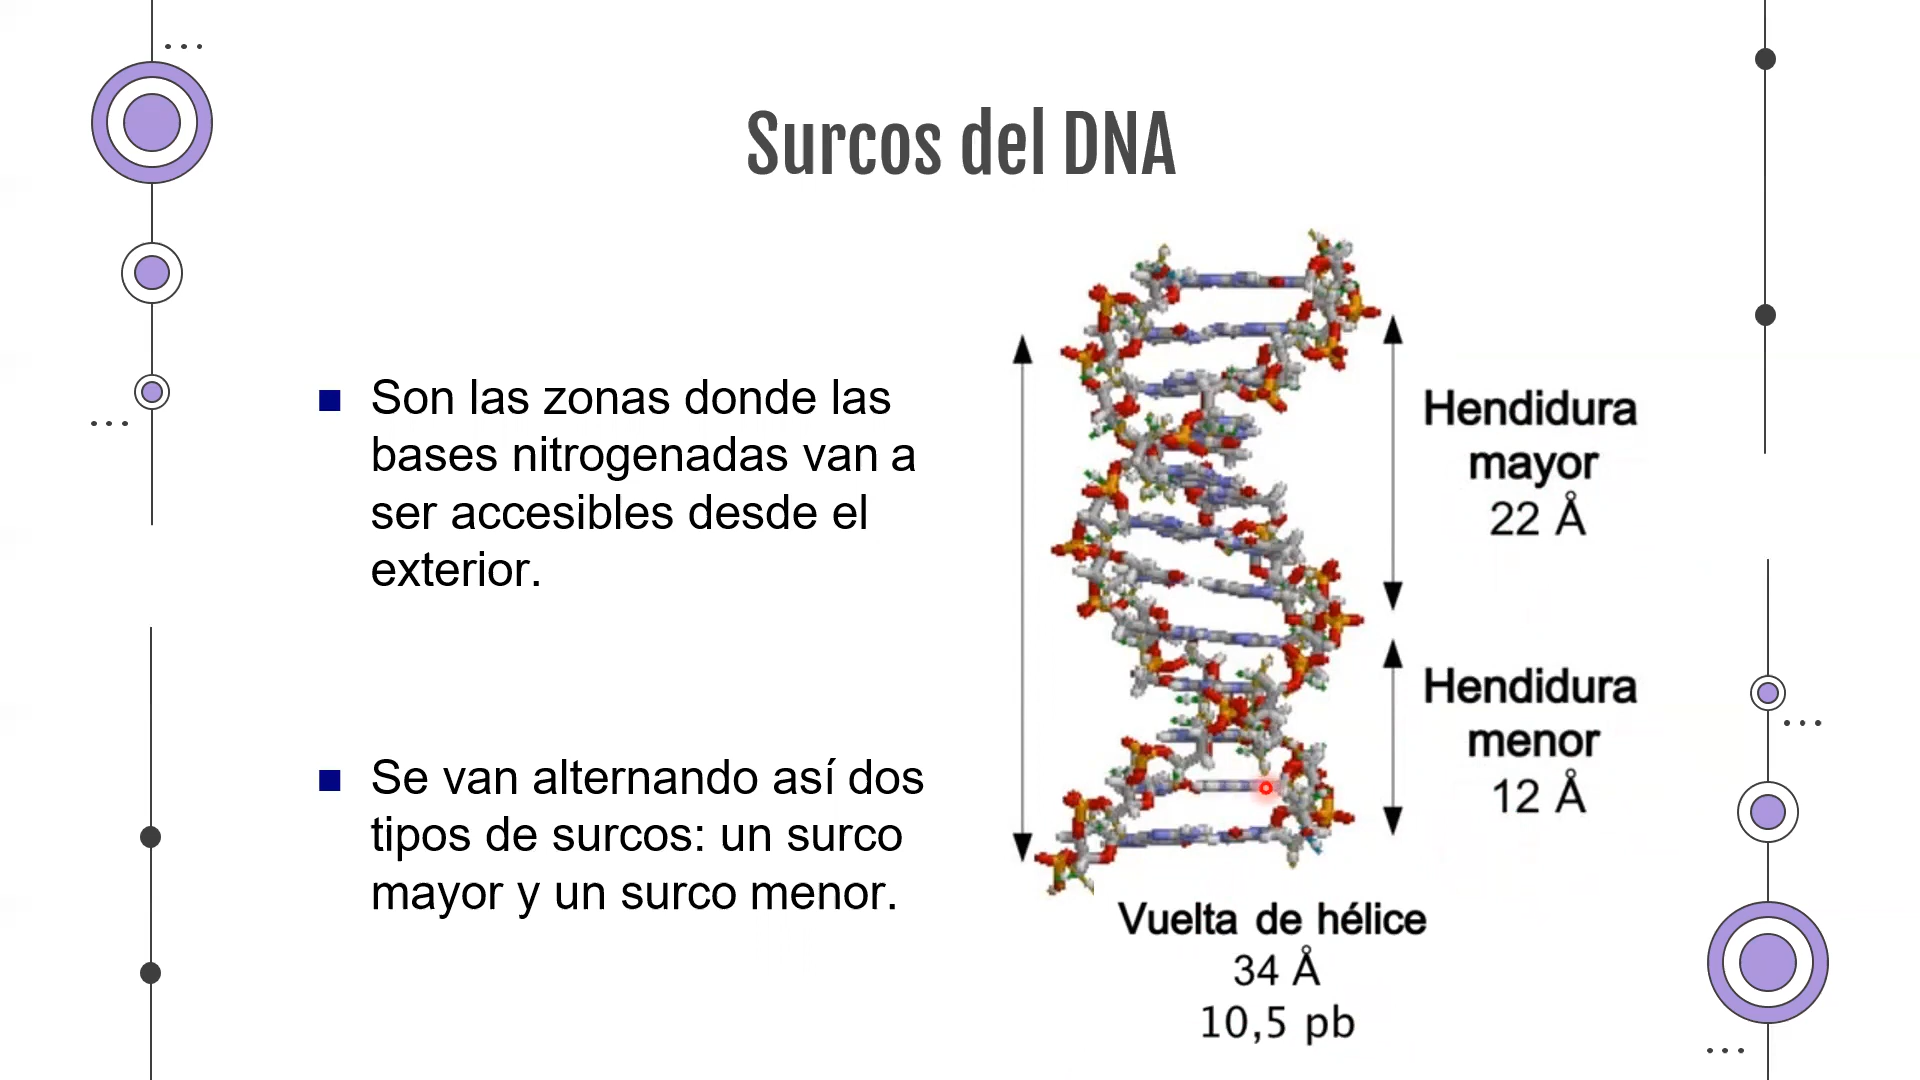 Surcos del DNA
Son las zonas donde las
bases nitrogenadas van a
ser accesibles desde el
exterior.
Se van alternando así dos
tipos de surcos: un surco
mayor y un surco menor.
Hendidura
mayor
22 Å
Hendidura
menor
12 Å
Vuelta de hélice
34 Å
10,5 pb